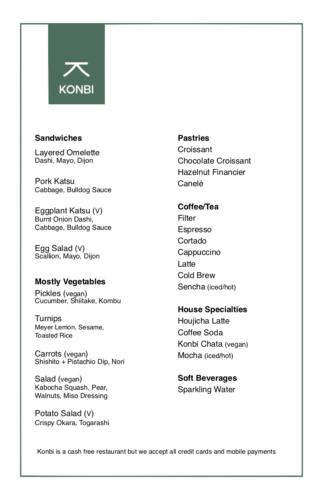 KONBI
Sandwiches
Layered Omelette
Dashi, Mayo, Dijon
Pork Katsu
Cabbage, Bulldog Sauce
Eggplant Katsu (V)
Burnt Onion Dashi,
Cabbage, Bulldog Sauce
Egg Salad (V)
Scallion, Mayo, Dijon
Mostly Vegetables
Pickles (vegan)
Cucumber, Shiitake, Kombu
Turnips
Meyer Lemon, Sesame,
Toasted Rice
Carrots (vegan)
Shishito + Pistachio Dip, Nori
Salad (vegan)
Kabocha Squash, Pear,
Walnuts, Miso Dressing
Potato Salad (V)
Crispy Okara, Togarashi
Pastries
Croissant
Chocolate Croissant
Hazelnut Financier
Canelé
Coffee/Tea
Filter
Espresso
Cortado
Cappuccino
Latte
Cold Brew
Sencha (iced/hot)
House Specialties
Houjicha Latte
Coffee Soda
Konbi Chata (vegan)
Mocha (iced/hot)
Soft Beverages
Sparkling Water
Konbi is a cash free restaurant but we accept all credit cards and mobile payments